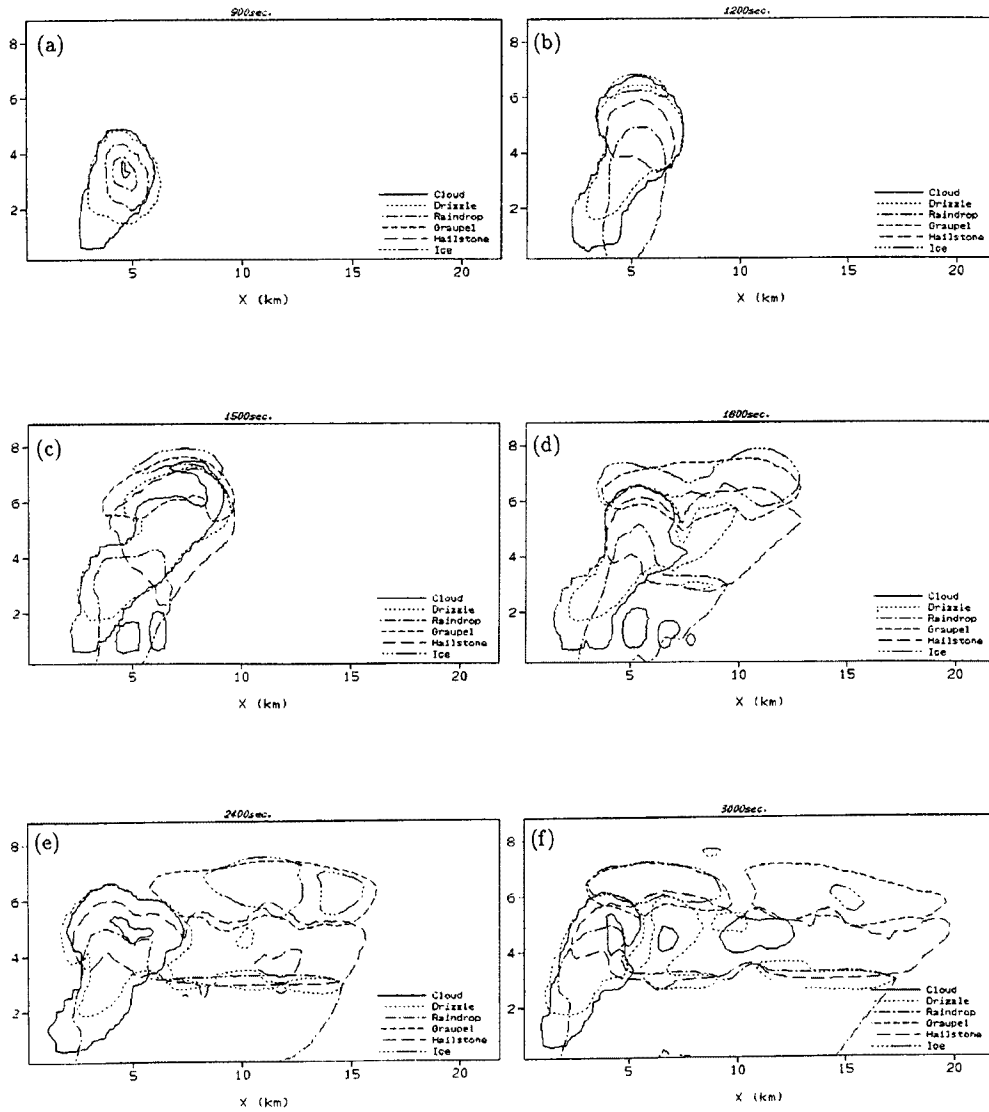 900sec.
(a)
8
6
4
2
Cloud
Drizzle
Raindrop
Graupel
Hailstone
Ice
5
10
15
20
X (km)
1200sec.
(b)
8
6
4
2
Cloud
Drizzle
Raindrop
Graupel
Hailstone
Ice
5
10
15
20
X (km)
1500sec.
(c)
8
6
4
2
Cloud
Drizzle
Raindrop
Graupel
Hailstone
Ice
5
10
15
20
X (km)
1800sec.
(d)
8
6
4
2
Cloud
Drizzle
Raindrop
Graupel
Hailstone
Ice
5
10
15
20
X (km)
2400sec.
(e)
8
6
4
2
Cloud
Drizzle
Raindrop
Graupel
Hailstone
Ice
5
10
15
20
X (km)
3000sec.
(f)
8
6
4
2
Cloud
Drizzle
Raindrop
Graupel
Hailstone
Ice
5
10
15
20
X (km)